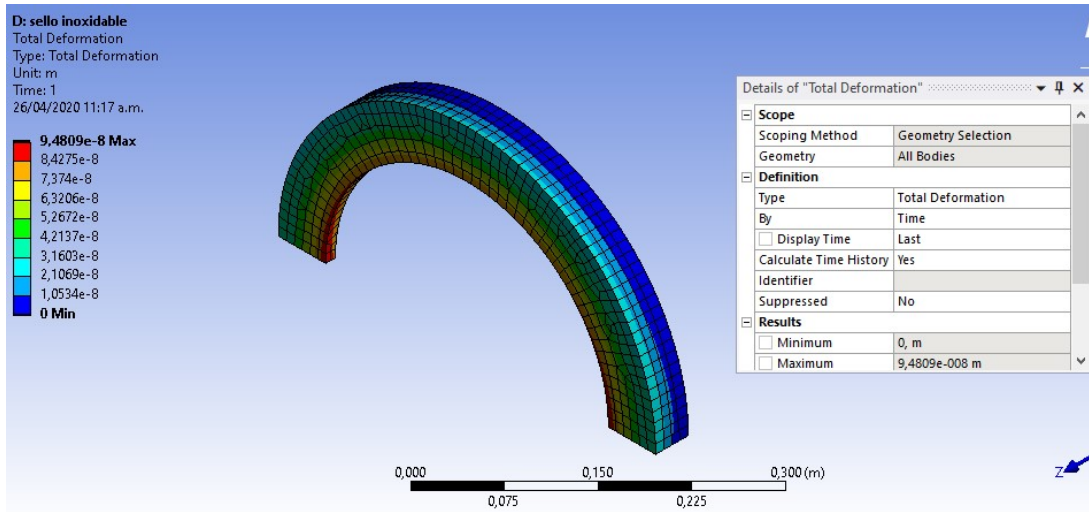 D: sello inoxidable
Total Deformation
Type: Total Deformation
Unit: m
Time: 1
26/04/2020 11:17 a.m.
9,4809e-8 Max
8,4275e-8
7,374e-8
6,3206e-8
5,2672e-8
4,2137e-8
3,1603e-8
2,1069e-8
1,0534e-8
0 Min
Details of "Total Deformation"
Scope
Scoping Method Geometry Selection
Geometry All Bodies
Definition
Type Total Deformation
By Time
Display Time Last
Calculate Time History Yes
Identifier
Suppressed No
Results
Minimum 0, m
Maximum 9,4809e-008 m
0,000 0,150 0,300 (m)
0,075 0,225
Z